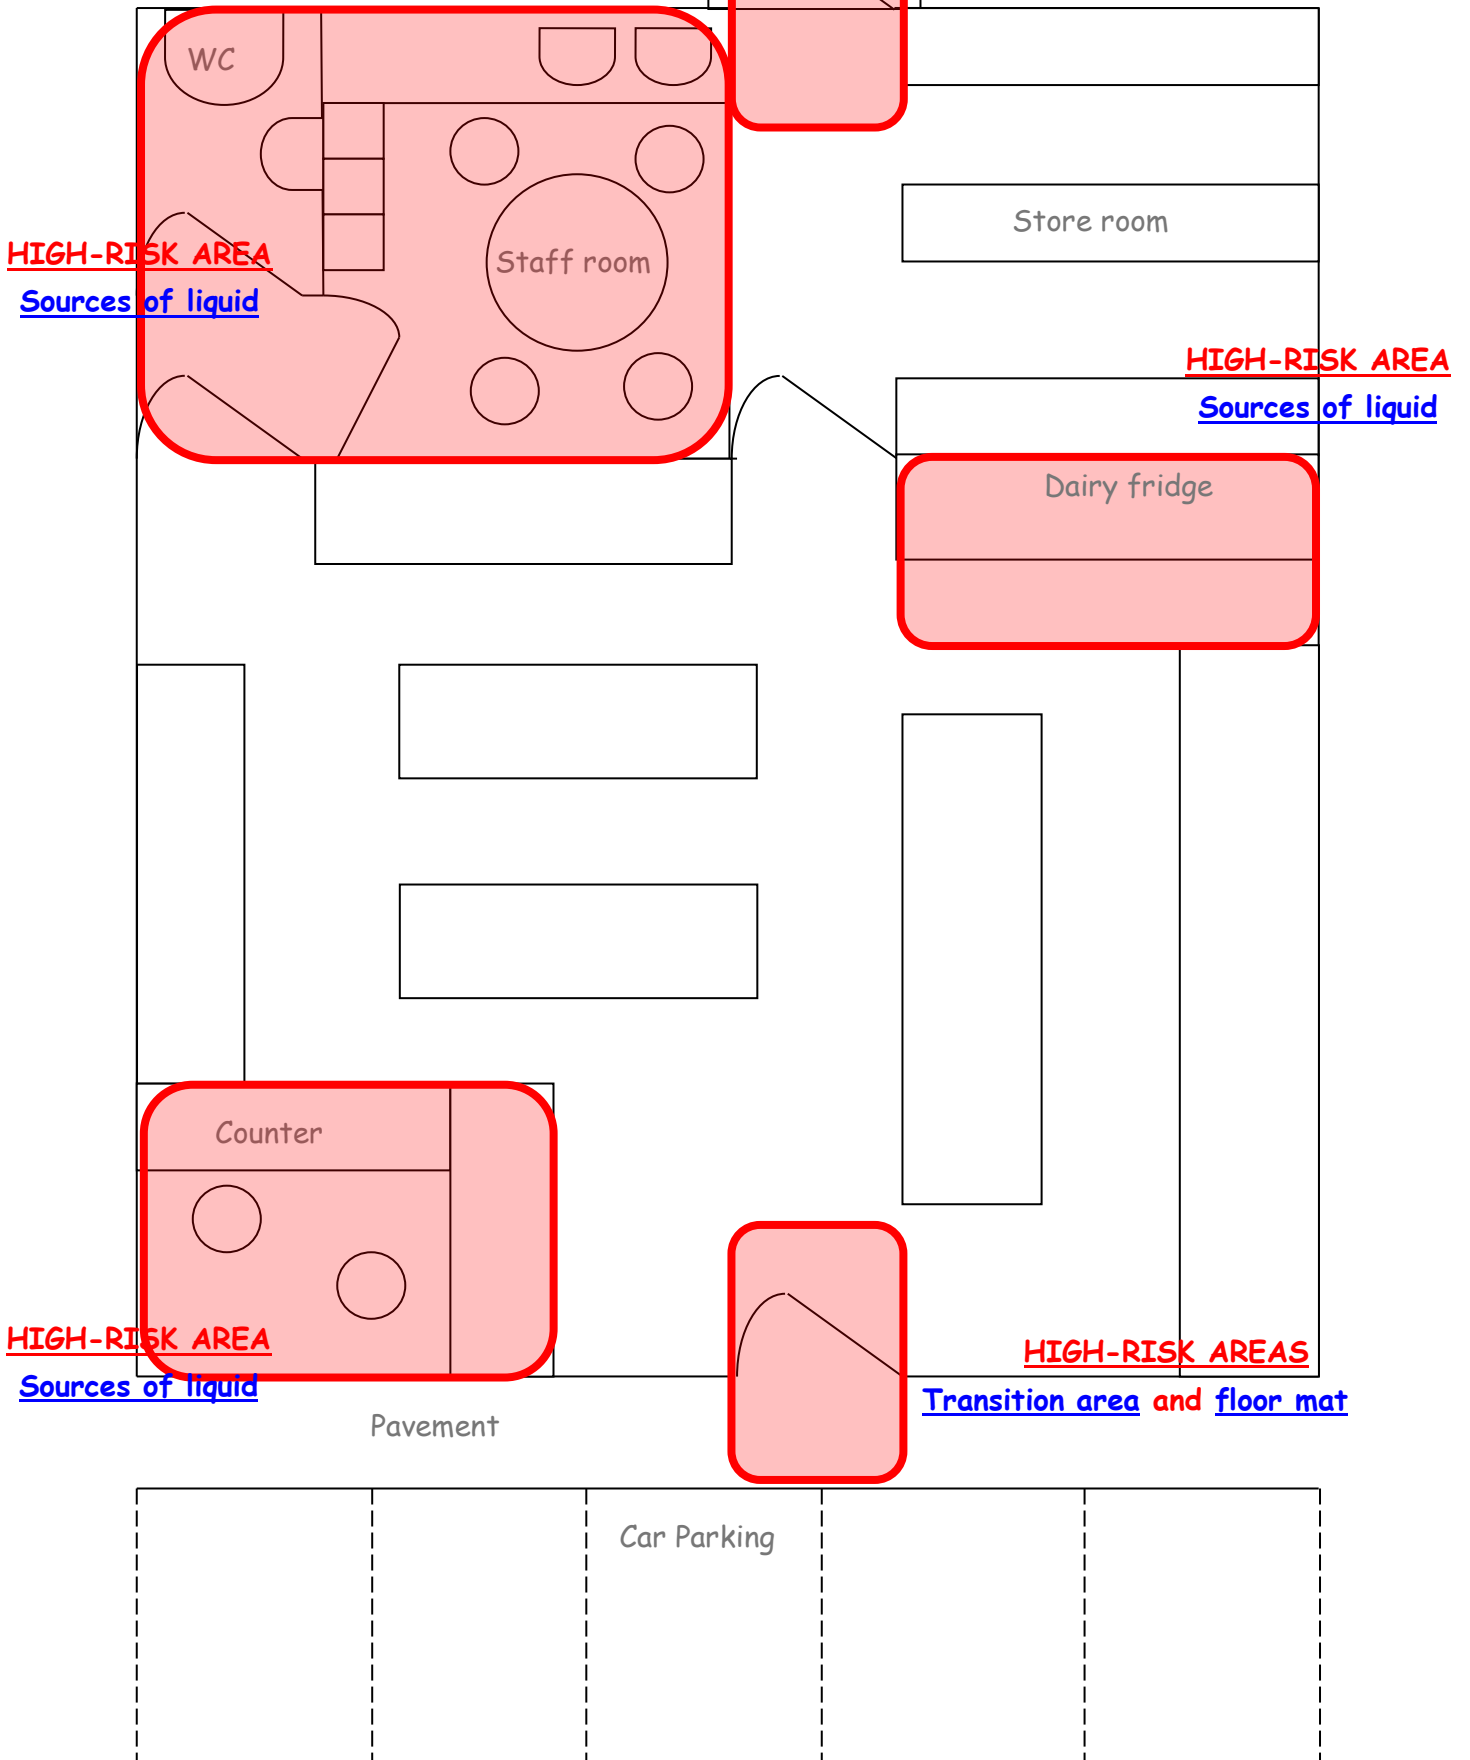 WC
Store room
HIGH-RISK AREA
Staff room
Sources of liquid
HIGH-RISK AREA
Sources of liquid
Dairy fridge
Counter
HIGH-RISK AREA
Sources of liquid
HIGH-RISK AREAS
Transition area and floor mat
Pavement
Car Parking